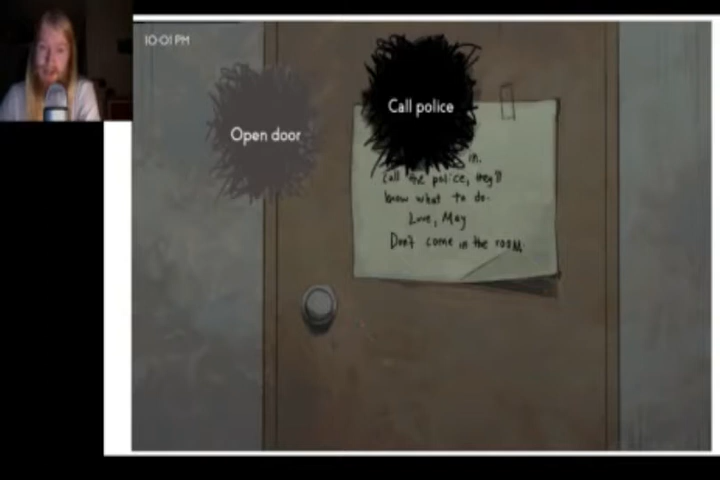 10:01 PM
Call police
Open door
in.
Call the police, they'll
know what to do.
Love, May
Don't come in the room